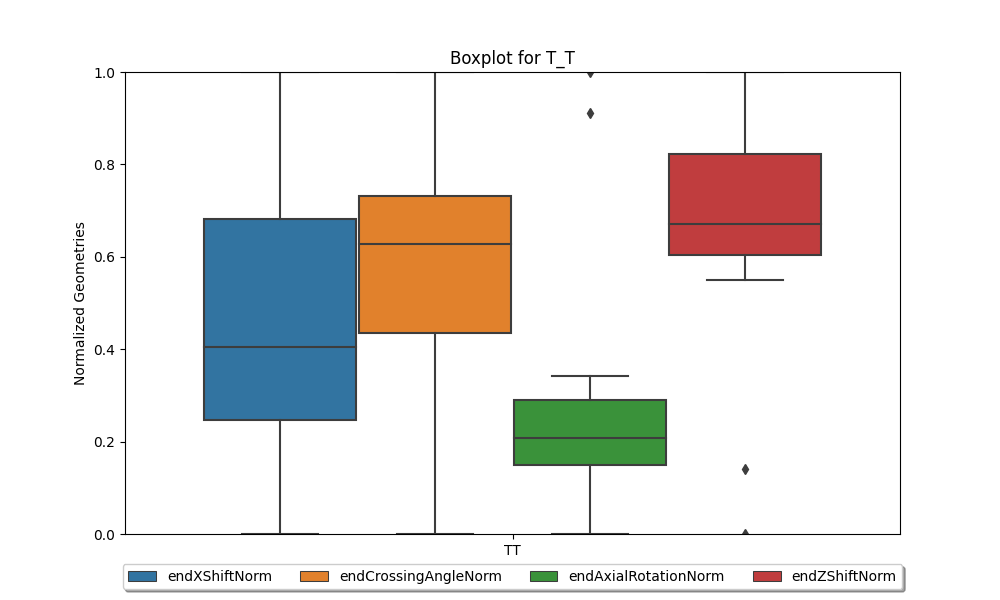 Boxplot for T_T
Normalized Geometries
1.0
0.8
0.6
0.4
0.2
0.0
TT
endXShiftNorm endCrossingAngleNorm endAxialRotationNorm endZShiftNorm